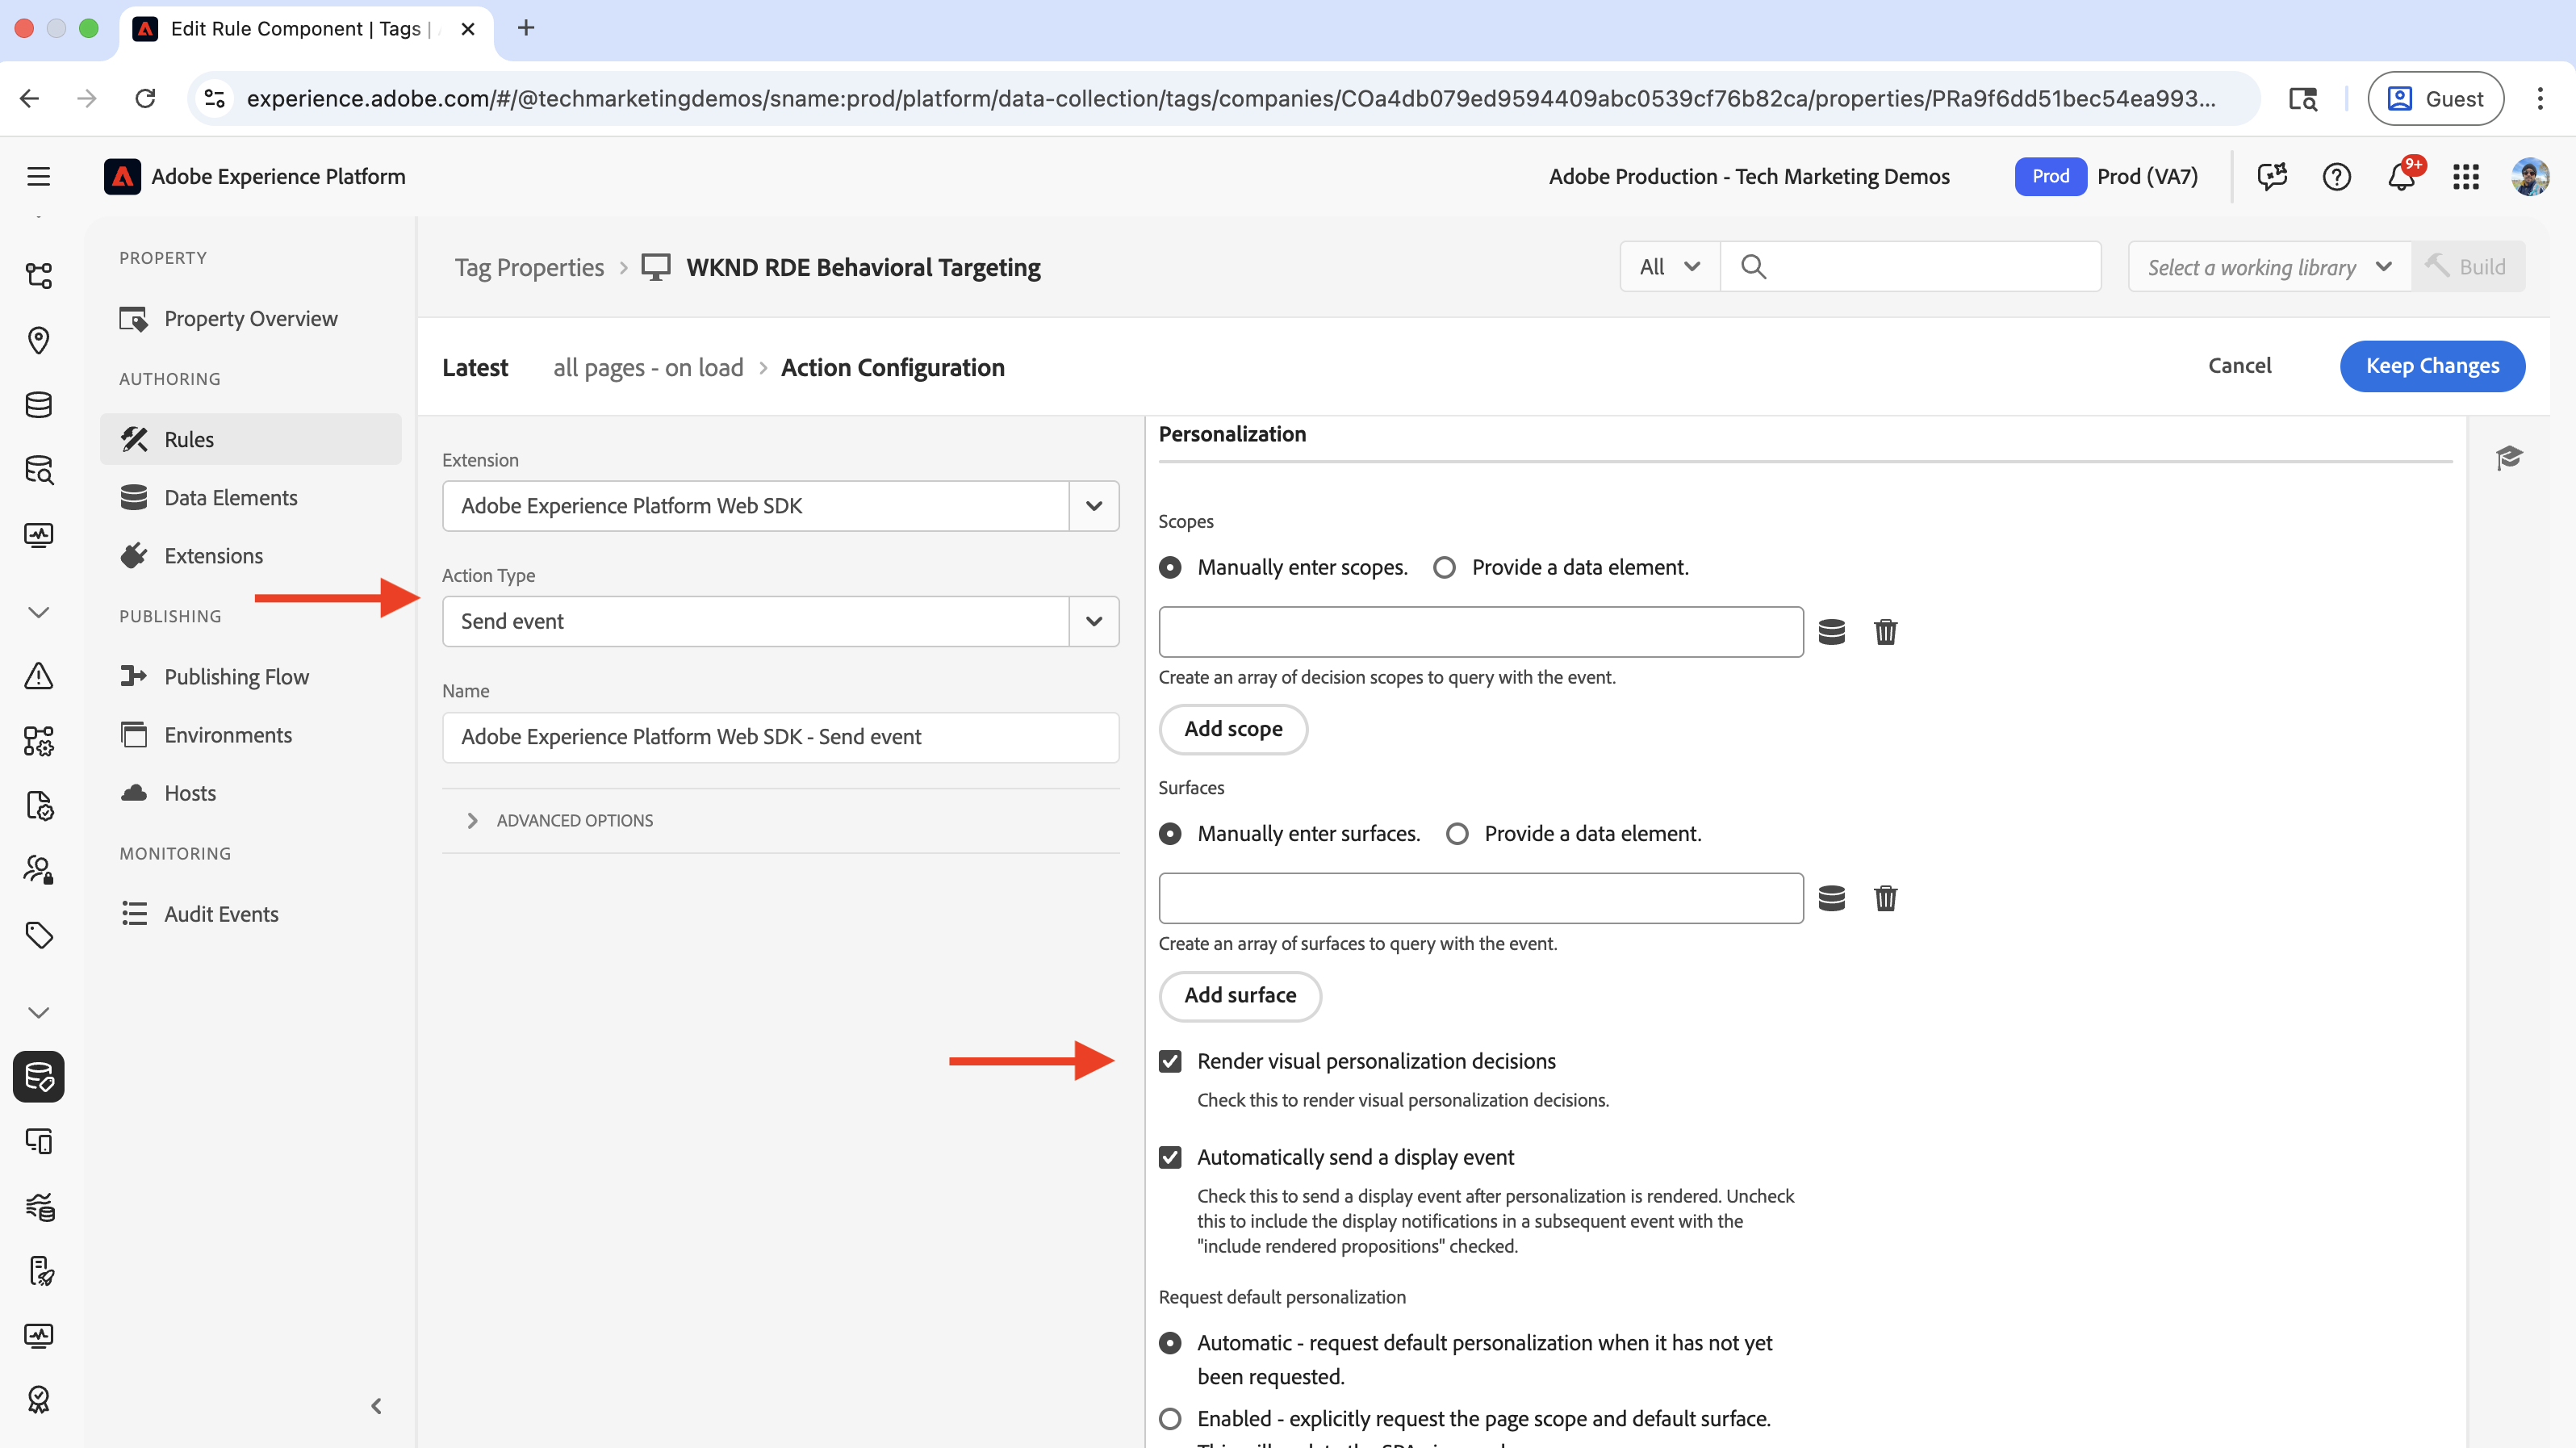 Edit Rule Component | Tags |
experience.adobe.com/#/@techmarketingdemos/sname:prod/platform/data-collection/tags/companies/COa4db079ed9594409abc0539cf76b82ca/properties/PRa9f6dd51bec54ea993...
Guest
Adobe Experience Platform
Adobe Production - Tech Marketing Demos
Prod
Prod (VA7)
9+
PROPERTY
Property Overview
AUTHORING
Rules
Data Elements
Extensions
PUBLISHING
Publishing Flow
Environments
Hosts
MONITORING
Audit Events
Tag Properties
WKND RDE Behavioral Targeting
All
Select a working library
Build
Latest
all pages - on load
Action Configuration
Cancel
Keep Changes
Extension
Adobe Experience Platform Web SDK
Action Type
Send event
Name
Adobe Experience Platform Web SDK - Send event
ADVANCED OPTIONS
Personalization
Scopes
Manually enter scopes.
Provide a data element.
Create an array of decision scopes to query with the event.
Add scope
Surfaces
Manually enter surfaces.
Provide a data element.
Create an array of surfaces to query with the event.
Add surface
Render visual personalization decisions
Check this to render visual personalization decisions.
Automatically send a display event
Check this to send a display event after personalization is rendered. Uncheck
this to include the display notifications in a subsequent event with the
"include rendered propositions" checked.
Request default personalization
Automatic - request default personalization when it has not yet
been requested.
Enabled - explicitly request the page scope and default surface.